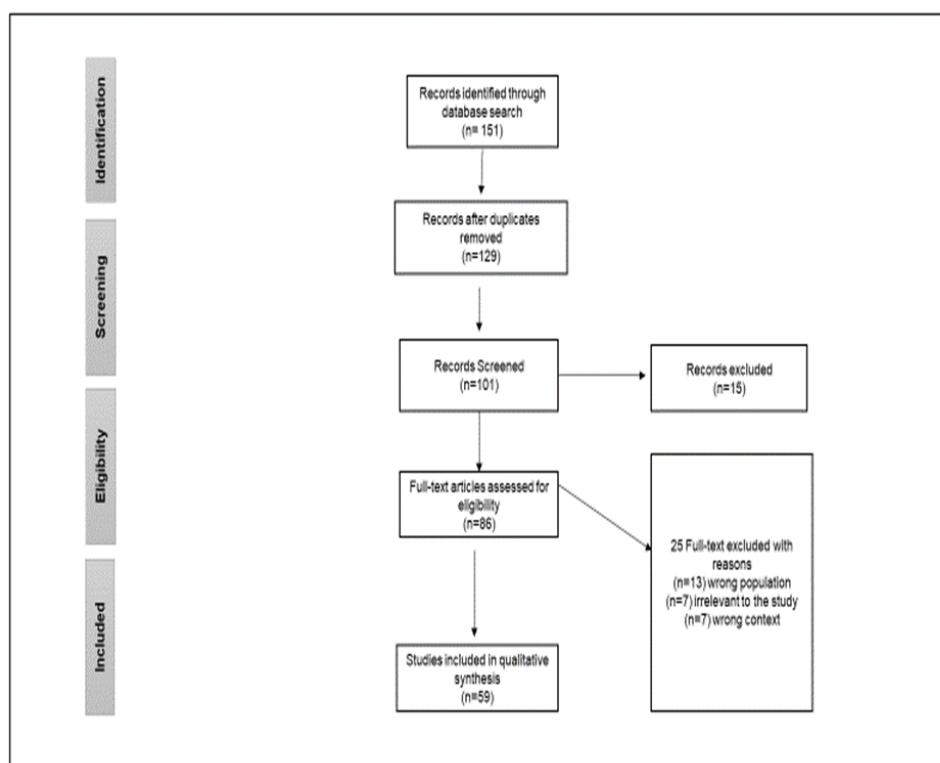 Identification
Records identified through
database search
(n= 151)
Records after duplicates
removed
(n=129)
Screening
Records Screened
(n=101)
Records excluded
(n=15)
Eligibility
Full-text articles assessed for
eligibility
(n=86)
25 Full-text excluded with
reasons
(n=13) wrong population
(n=7) irrelevant to the study
(n=7) wrong context
Included
Studies included in qualitative
synthesis
(n=59)